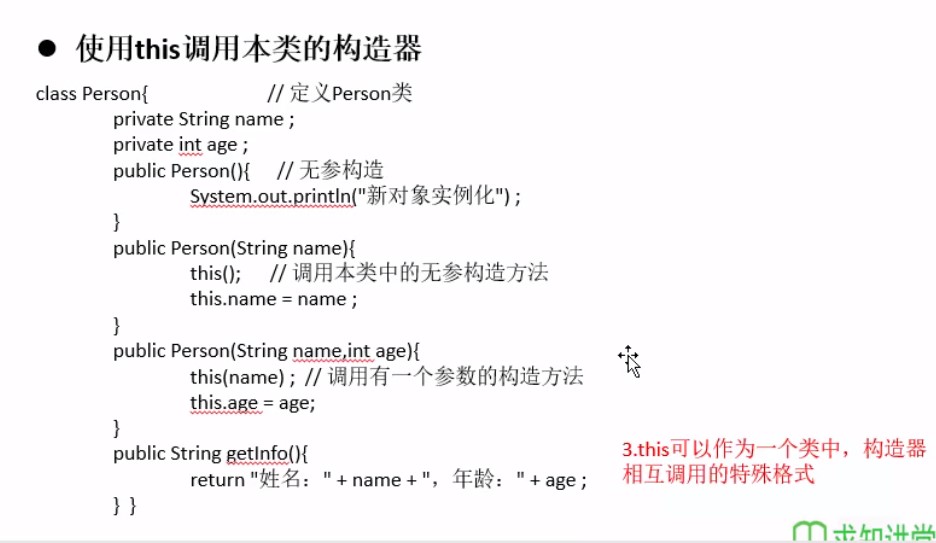 ● 使用this调用本类的构造器
class Person{ // 定义Person类
private String name ;
private int age ;
public Person(){ // 无参构造
System.out.println("新对象实例化") ;
}
public Person(String name){
this(); // 调用本类中的无参构造方法
this.name = name ;
}
public Person(String name,int age){
this(name) ; // 调用有一个参数的构造方法
this.age = age;
}
public String getInfo(){
return "姓名：" + name + "，年龄：" + age ;
} }
3.this可以作为一个类中，构造器
相互调用的特殊格式
求知讲堂